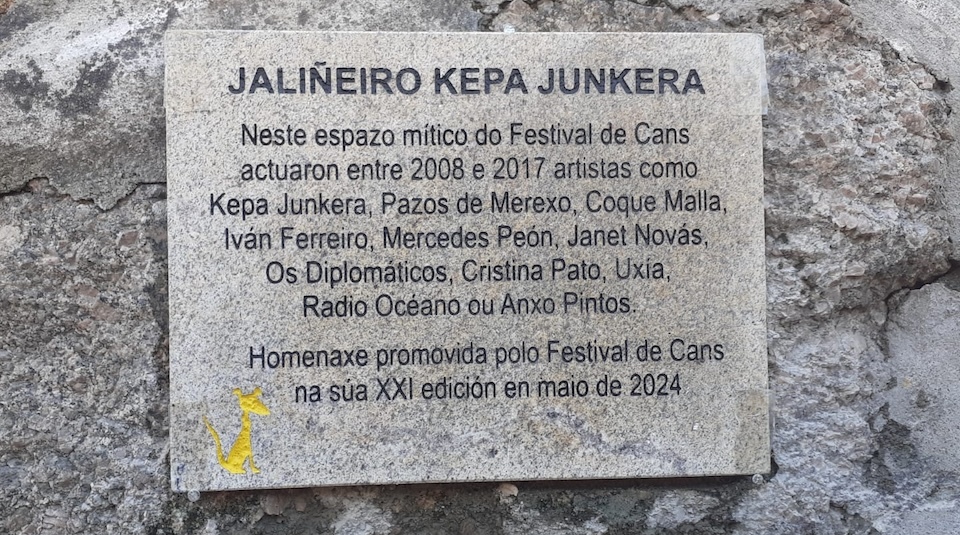 JALIÑEIRO KEPA JUNKERA
Neste espazo mítico do Festival de Cans
actuaron entre 2008 e 2017 artistas como
Kepa Junkera, Pazos de Merexo, Coque Malla,
Iván Ferreiro, Mercedes Peón, Janet Novás,
Os Diplomáticos, Cristina Pato, Uxía,
Radio Océano ou Anxo Pintos.
Homenaxe promovida polo Festival de Cans
na súa XXI edición en maio de 2024